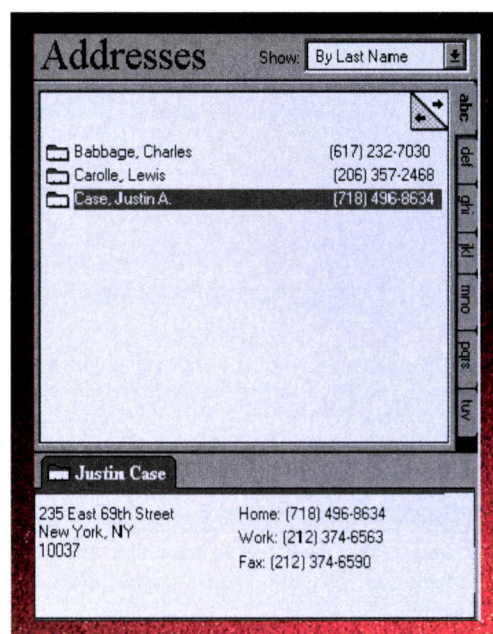 Addresses
Show: By Last Name
abc
Babbage, Charles (617) 232-7030
Carolle, Lewis (206) 357-2468
Case, Justin A. (718) 496-8634
def
ghi
jkl
mno
pqrs
tuv
Justin Case
235 East 69th Street
New York, NY
10037
Home: (718) 496-8634
Work: (212) 374-6563
Fax: (212) 374-6590